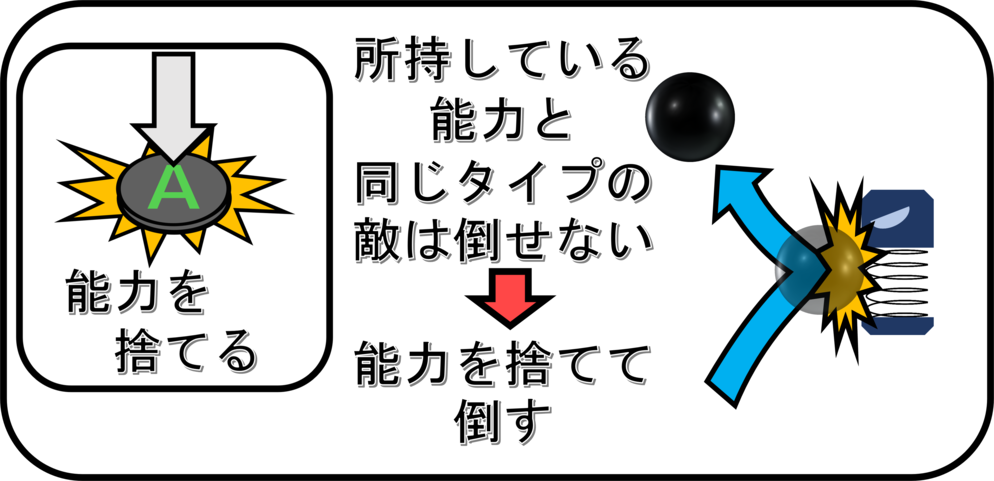 A
能力を
捨てる
所持している
能力と
同じタイプの
敵は倒せない
能力を捨てて
倒す